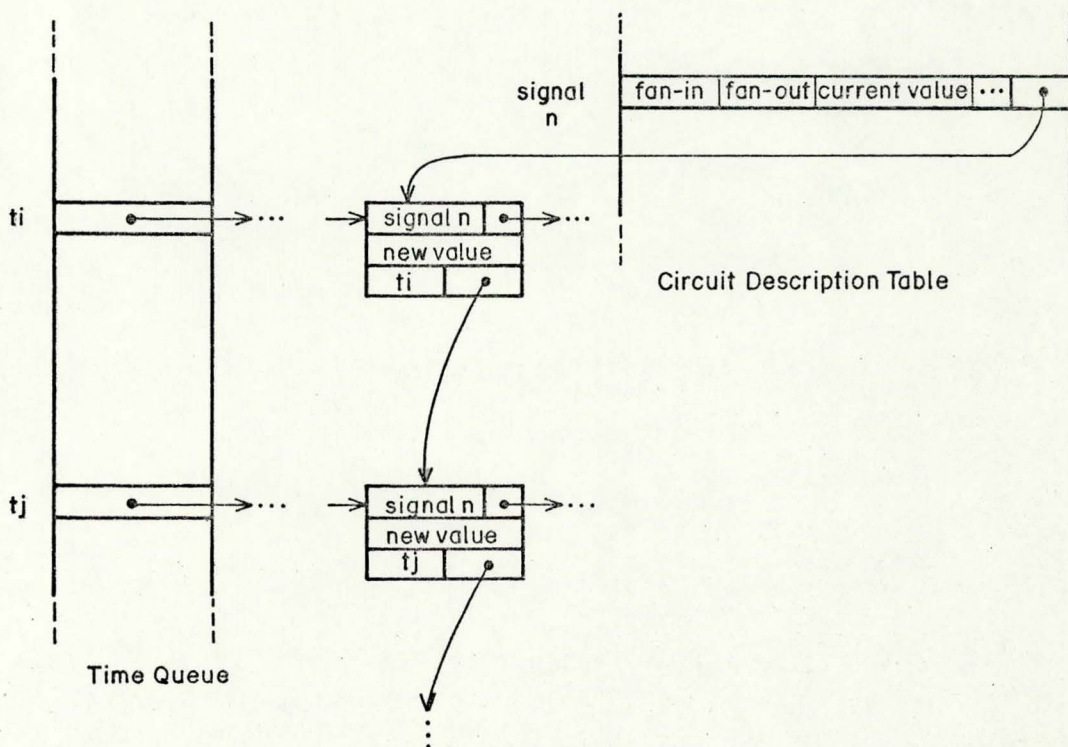 signal
n
fan-in fan-out current value ...
ti
... signal n ...
new value
ti
Circuit Description Table
tj
... signal n ...
new value
tj
Time Queue
...